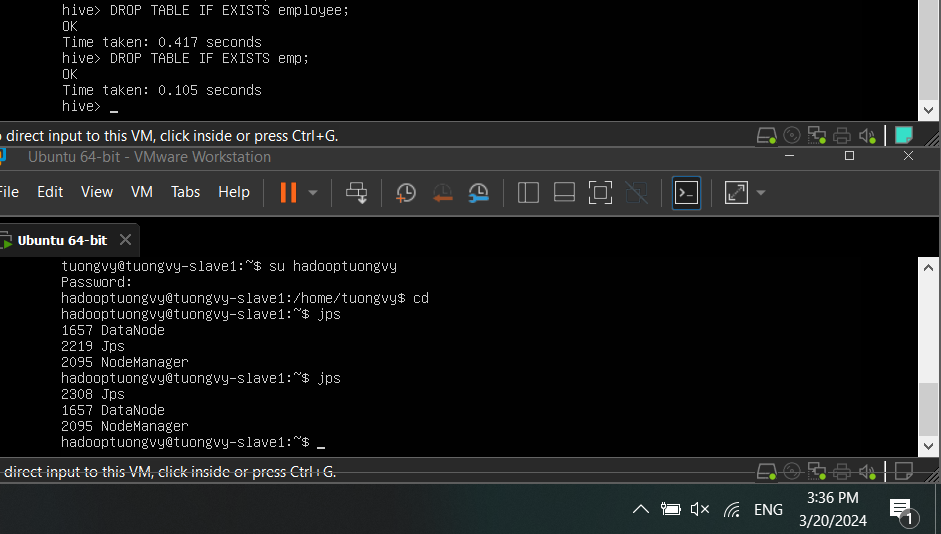 hive> DROP TABLE IF EXISTS employee;
OK
Time taken: 0.417 seconds
hive> DROP TABLE IF EXISTS emp;
OK
Time taken: 0.105 seconds
hive> _
direct input to this VM, click inside or press Ctrl+G.
Ubuntu 64-bit - VMware Workstation
File Edit View VM Tabs Help
Ubuntu 64-bit
tuongvy@tuongvy-slave1:~$ su hadooptuongvy
Password:
hadooptuongvy@tuongvy-slave1:/home/tuongvy$ cd
hadooptuongvy@tuongvy-slave1:~$ jps
1657 DataNode
2219 Jps
2095 NodeManager
hadooptuongvy@tuongvy-slave1:~$ jps
2308 Jps
1657 DataNode
2095 NodeManager
hadooptuongvy@tuongvy-slave1:~$ _
direct input to this VM, click inside or press Ctrl+G.
ENG
3:36 PM
3/20/2024
1